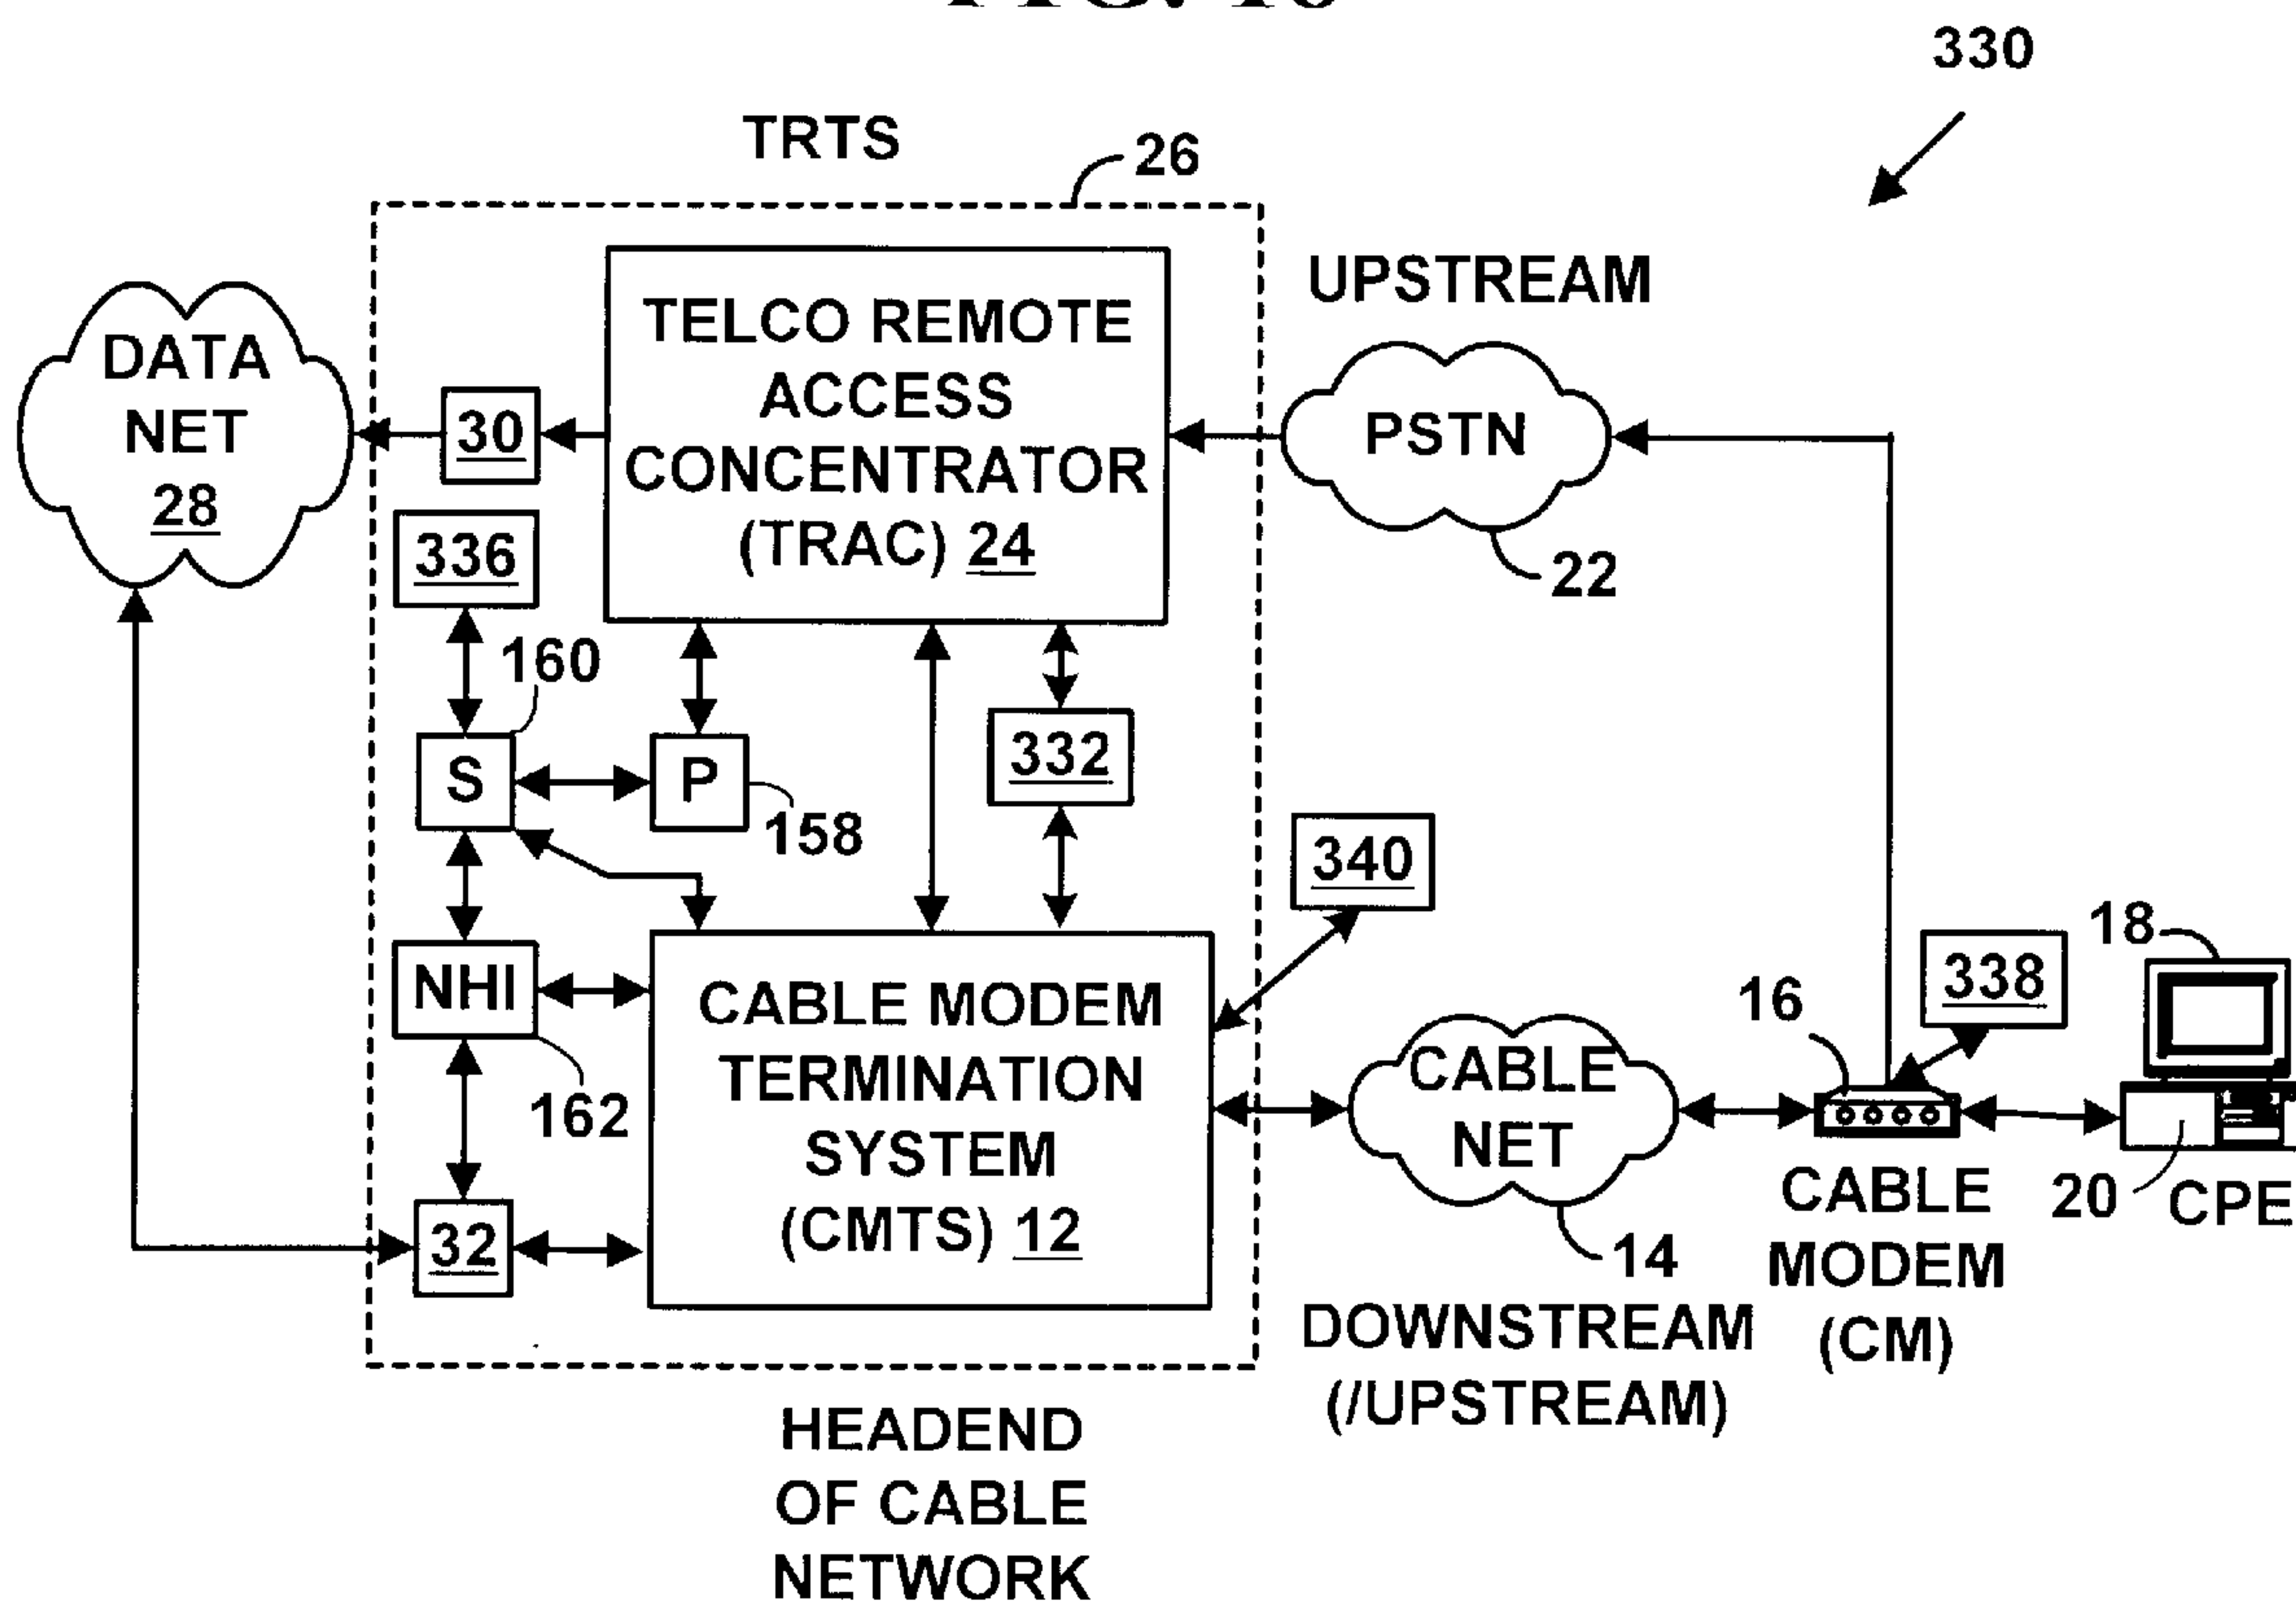 330
TRTS
26
UPSTREAM
TELCO REMOTE
ACCESS
CONCENTRATOR
(TRAC) 24
DATA
NET
28
30
PSTN
22
336
160
S
P
158
332
340
NHI
162
CABLE MODEM
TERMINATION
SYSTEM
(CMTS) 12
32
CABLE
NET
14
16
338
18
20
CPE
CABLE
MODEM
(CM)
DOWNSTREAM
(/UPSTREAM)
HEADEND
OF CABLE
NETWORK